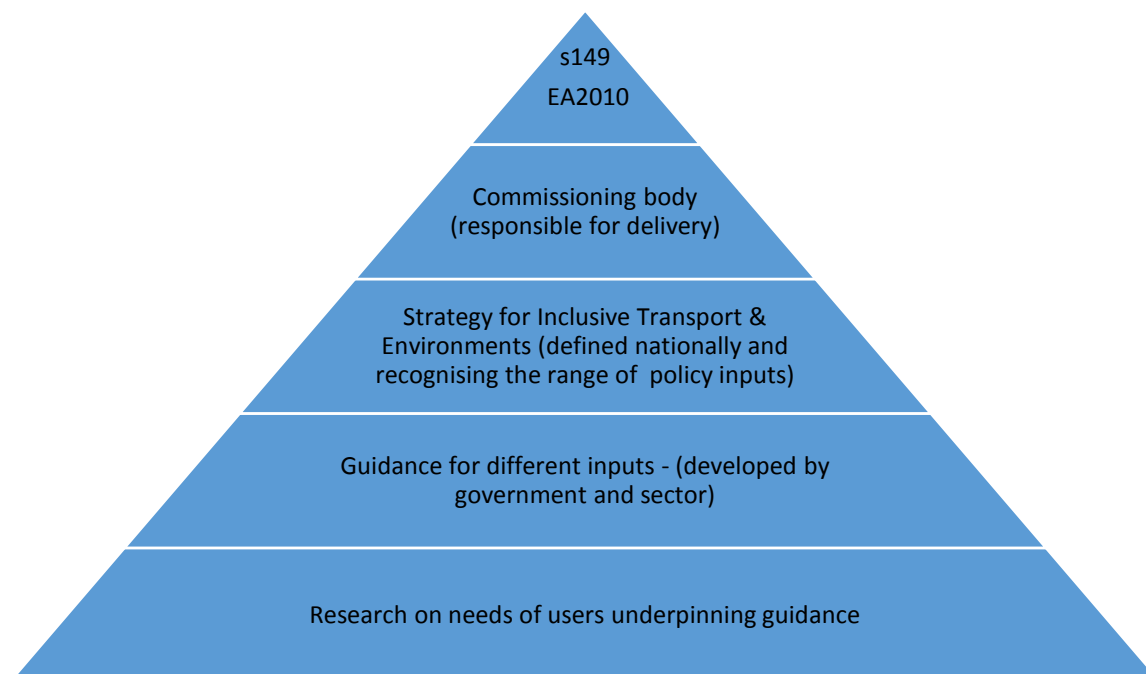 s149
EA2010
Commissioning body
(responsible for delivery)
Strategy for Inclusive Transport &
Environments (defined nationally and
recognising the range of  policy inputs)
Guidance for different inputs - (developed by
government and sector)
Research on needs of users underpinning guidance